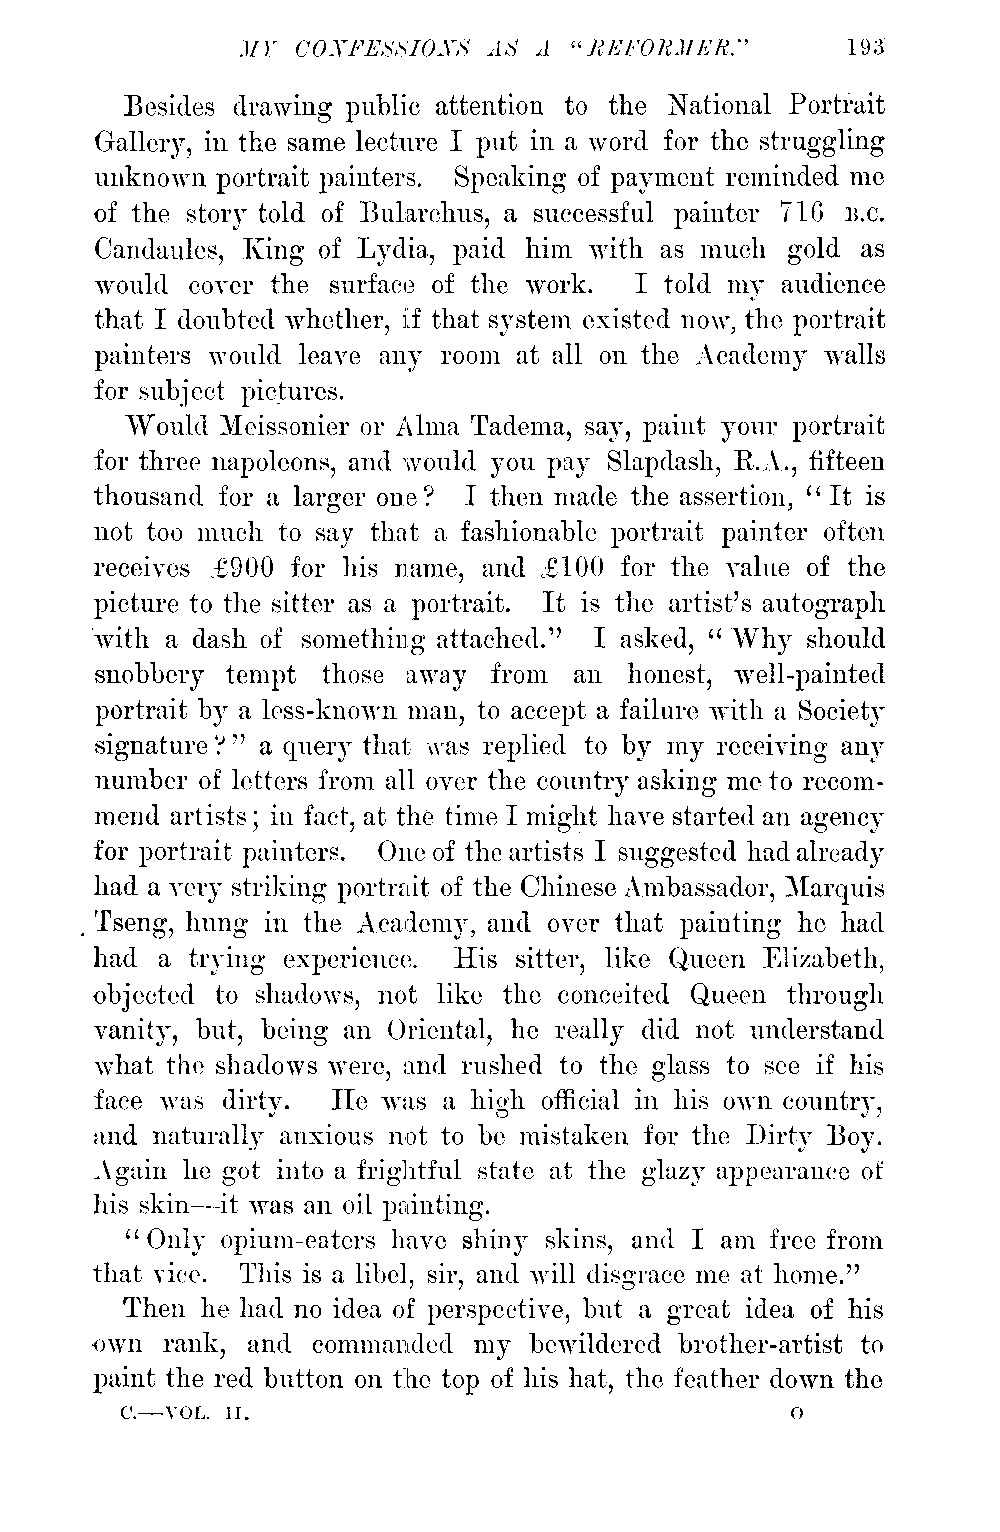 MY CONFESSIONS AS A "REFORMER." 193
Besides drawing public attention to the National Portrait
Gallery, in the same lecture I put in a word for the struggling
unknown portrait painters. Speaking of payment reminded me
of the story told of Bularchus, a successful painter 716 B.C.
Candaules, King of Lydia, paid him with as much gold as
would cover the surface of the work. I told my audience
that I doubted whether, if that system existed now, the portrait
painters would leave any room at all on the Academy walls
for subject pictures.
Would Meissonier or Alma Tadema, say, paint your portrait
for three napoleons, and would you pay Slapdash, R.A., fifteen
thousand for a larger one? I then made the assertion, "It is
not too much to say that a fashionable portrait painter often
receives £900 for his name, and £100 for the value of the
picture to the sitter as a portrait. It is the artist's autograph
with a dash of something attached." I asked, "Why should
snobbery tempt those away from an honest, well-painted
portrait by a less-known man, to accept a failure with a Society
signature?" a query that was replied to by my receiving any
number of letters from all over the country asking me to recom-
mend artists; in fact, at the time I might have started an agency
for portrait painters. One of the artists I suggested had already
had a very striking portrait of the Chinese Ambassador, Marquis
Tseng, hung in the Academy, and over that painting he had
had a trying experience. His sitter, like Queen Elizabeth,
objected to shadows, not like the conceited Queen through
vanity, but, being an Oriental, he really did not understand
what the shadows were, and rushed to the glass to see if his
face was dirty. He was a high official in his own country,
and naturally anxious not to be mistaken for the Dirty Boy.
Again he got into a frightful state at the glazy appearance of
his skin—it was an oil painting.
"Only opium-eaters have shiny skins, and I am free from
that vice. This is a libel, sir, and will disgrace me at home."
Then he had no idea of perspective, but a great idea of his
own rank, and commanded my bewildered brother-artist to
paint the red button on the top of his hat, the feather down the
C.—VOL. II. O